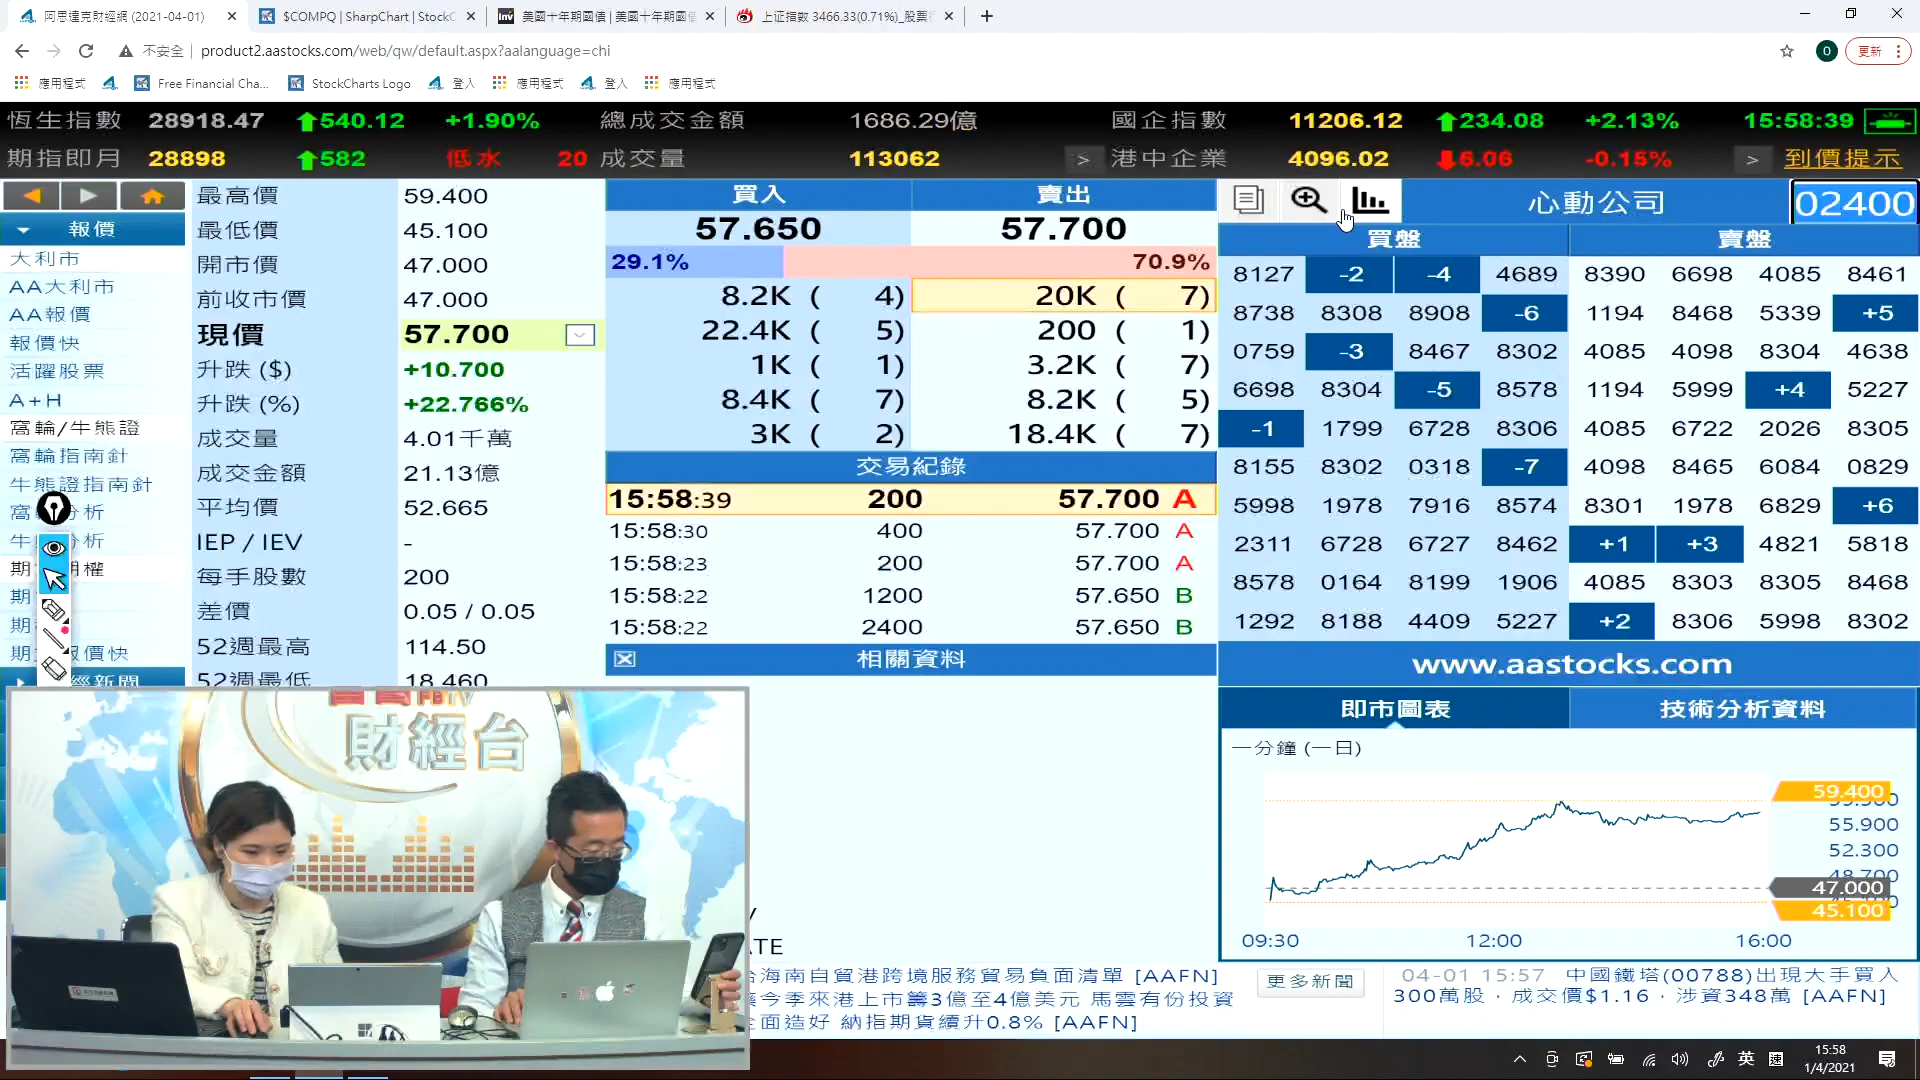 阿思達克財經網 (2021-04-01)
$COMPQ | SharpChart | StockC
美國十年期國債 | 美國十年期國債
上证指数 3466.33(0.71%)_股票
不安全 | product2.aastocks.com/web/qw/default.aspx?aalanguage=chi
更新
應用程式 Free Financial Cha... StockCharts Logo 登入 應用程式 登入 應用程式
恆生指數 28918.47 540.12 +1.90% 總成交金額 1686.29億 國企指數 11206.12 234.08 +2.13% 15:58:39
期指即月 28898 582 低水 20 成交量 113062 > 港中企業 4096.02 6.06 -0.15% > 到價提示
報價
大利市
AA大利市
AA報價
報價快
活躍股票
A+H
窩輪/牛熊證
窩輪指南針
牛熊證指南針
最高價 59.400
最低價 45.100
開市價 47.000
前收市價 47.000
現價 57.700
升跌 ($) +10.700
升跌 (%) +22.766%
成交量 4.01千萬
成交金額 21.13億
平均價 52.665
IEP / IEV -
每手股數 200
差價 0.05 / 0.05
52週最高 114.50
52週最低 18.460
買入 賣出
57.650 57.700
29.1% 70.9%
8.2K ( 4) 20K ( 7)
22.4K ( 5) 200 ( 1)
1K ( 1) 3.2K ( 7)
8.4K ( 7) 8.2K ( 5)
3K ( 2) 18.4K ( 7)
交易紀錄
15:58:39 200 57.700 A
15:58:30 400 57.700 A
15:58:23 200 57.700 A
15:58:22 1200 57.650 B
15:58:22 2400 57.650 B
相關資料
心動公司 02400
買盤 賣盤
8127 -2 -4 4689 8390 6698 4085 8461
8738 8308 8908 -6 1194 8468 5339 +5
0759 -3 8467 8302 4085 4098 8304 4638
6698 8304 -5 8578 1194 5999 +4 5227
-1 1799 6728 8306 4085 6722 2026 8305
8155 8302 0318 -7 4098 8465 6084 0829
5998 1978 7916 8574 8301 1978 6829 +6
2311 6728 6727 8462 +1 +3 4821 5818
8578 0164 8199 1906 4085 8303 8305 8468
1292 8188 4409 5227 +2 8306 5998 8302
www.aastocks.com
即市圖表 技術分析資料
一分鐘 (一日)
59.400
55.900
52.300
47.000
45.100
09:30 12:00 16:00
財經台
海南自貿港跨境服務貿易負面清單 [AAFN]
今季來港上市籌3億至4億美元 馬雲有份投資
全面造好 納指期貨續升0.8% [AAFN]
更多新聞
04-01 15:57 中國鐵塔(00788)出現大手買入
300萬股，成交價$1.16，涉資348萬 [AAFN]
英
15:58
1/4/2021